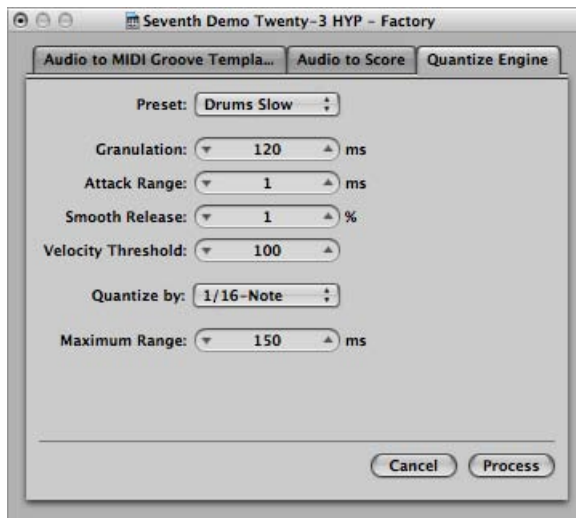 Seventh Demo Twenty-3 HYP – Factory
Audio to MIDI Groove Templa... Audio to Score Quantize Engine
Preset: Drums Slow
Granulation: 120 ms
Attack Range: 1 ms
Smooth Release: 1 %
Velocity Threshold: 100
Quantize by: 1/16-Note
Maximum Range: 150 ms
Cancel Process